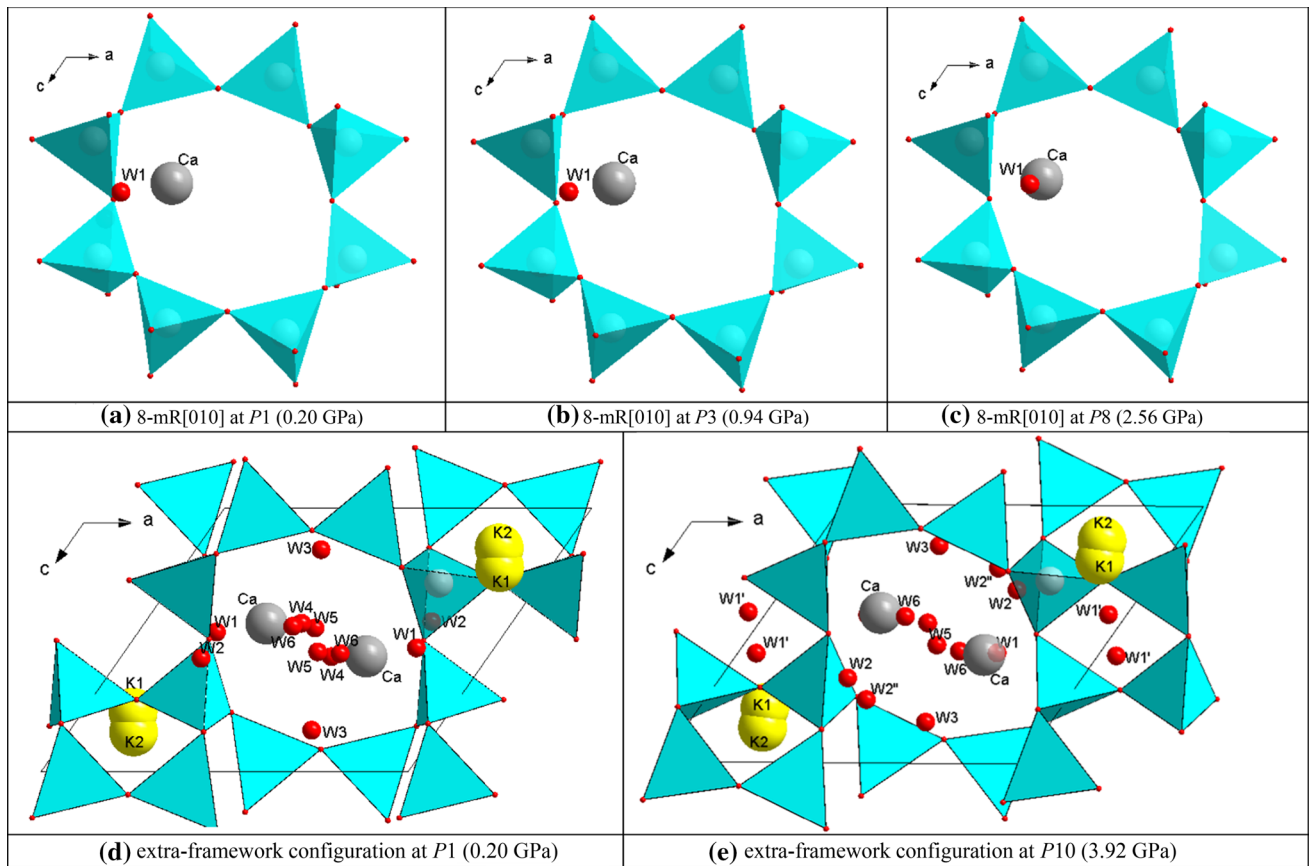 a
c
Ca
W1
a
c
Ca
W1
a
c
Ca
W1
(a) 8-mR[010] at P1 (0.20 GPa)
(b) 8-mR[010] at P3 (0.94 GPa)
(c) 8-mR[010] at P8 (2.56 GPa)
a
c
K2
K1
W3
Ca
W4
W5
W6
W1
W2
W1
W2
W6
W5
W4
Ca
K1
K2
W3
a
c
K2
K1
W3
W2"
W2
W1'
Ca
W6
W5
W1'
W1'
W6
W1
Ca
W1'
W2
W2"
K1
K2
W3
(d) extra-framework configuration at P1 (0.20 GPa)
(e) extra-framework configuration at P10 (3.92 GPa)